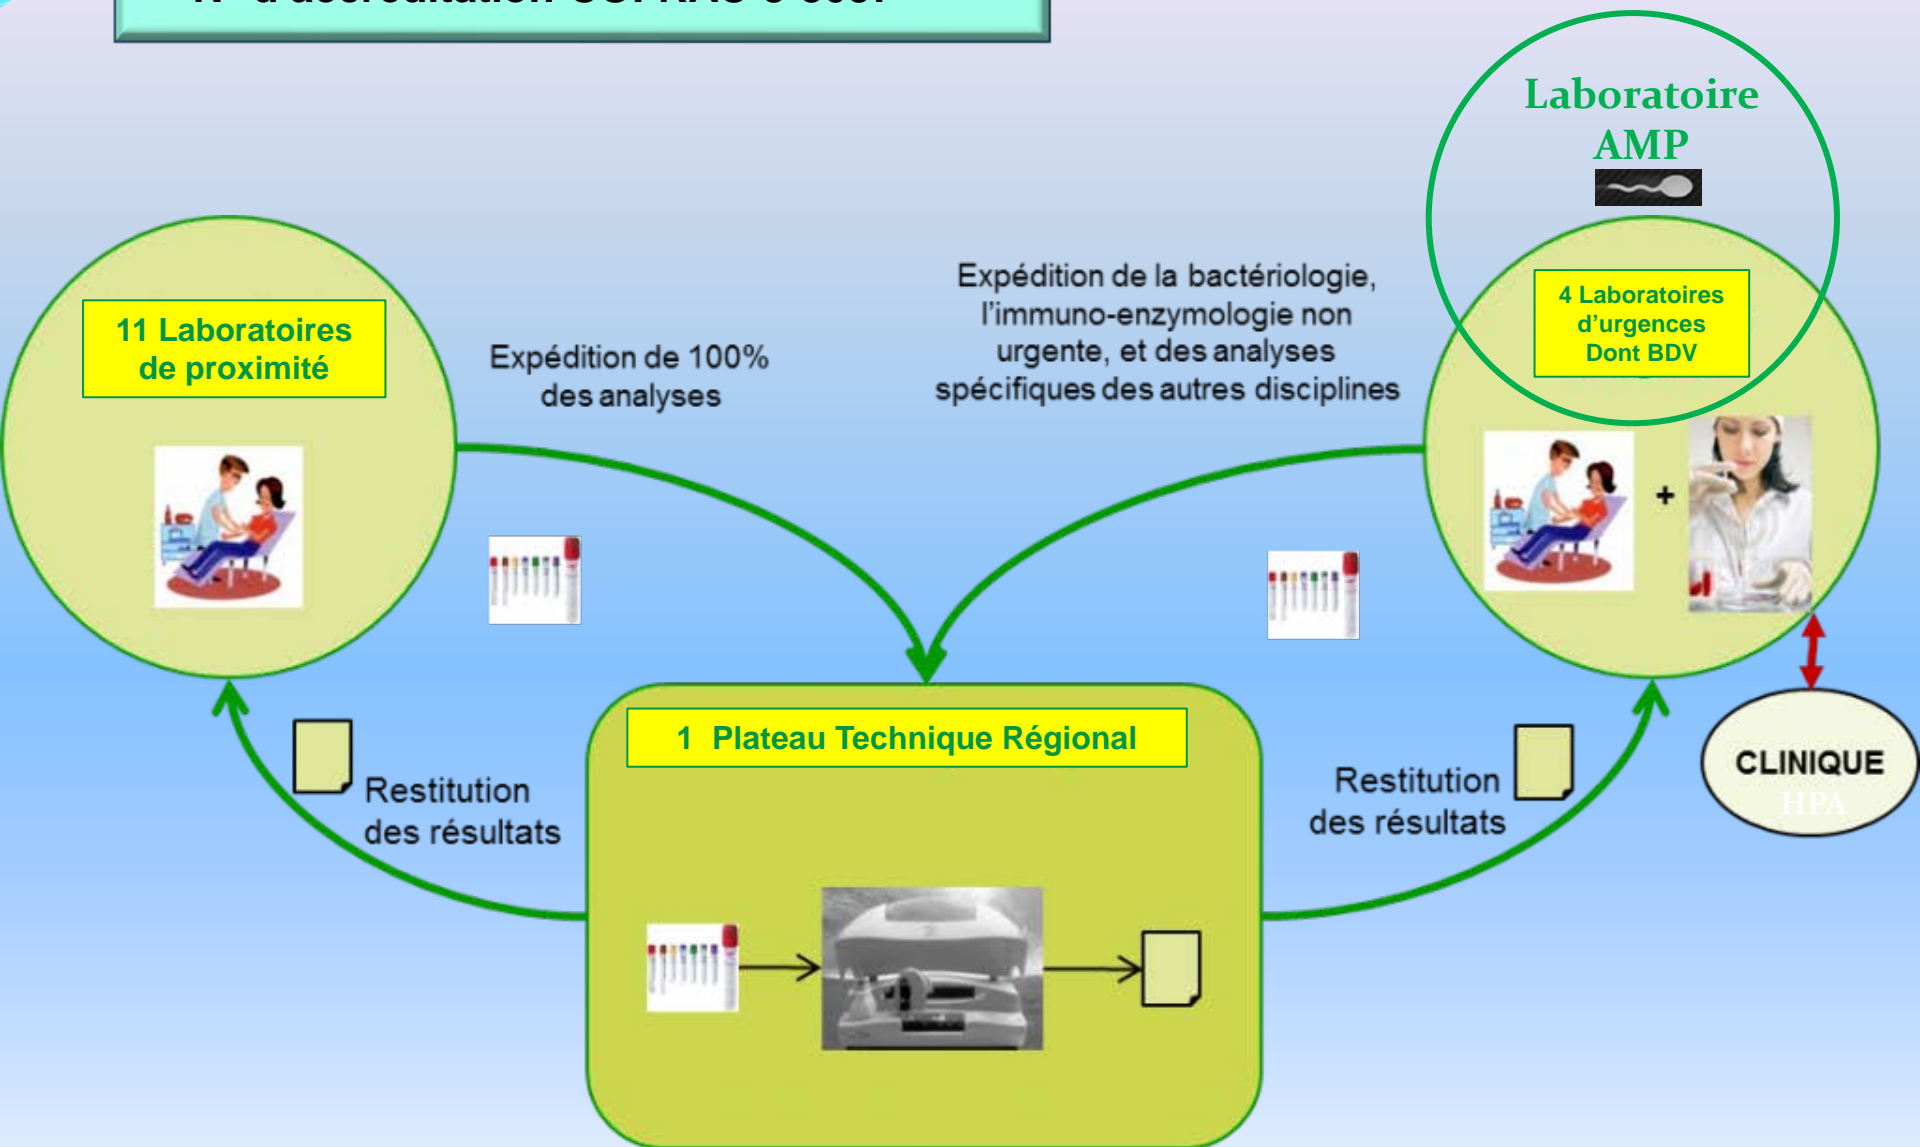 Laboratoire
AMP
11 Laboratoires
de proximité
Expédition de 100%
des analyses
Expédition de la bactériologie,
l'immuno-enzymologie non
urgente, et des analyses
spécifiques des autres disciplines
4 Laboratoires
d’urgences
Dont BDV
+
1 Plateau Technique Régional
Restitution
des résultats
Restitution
des résultats
CLINIQUE
HPA